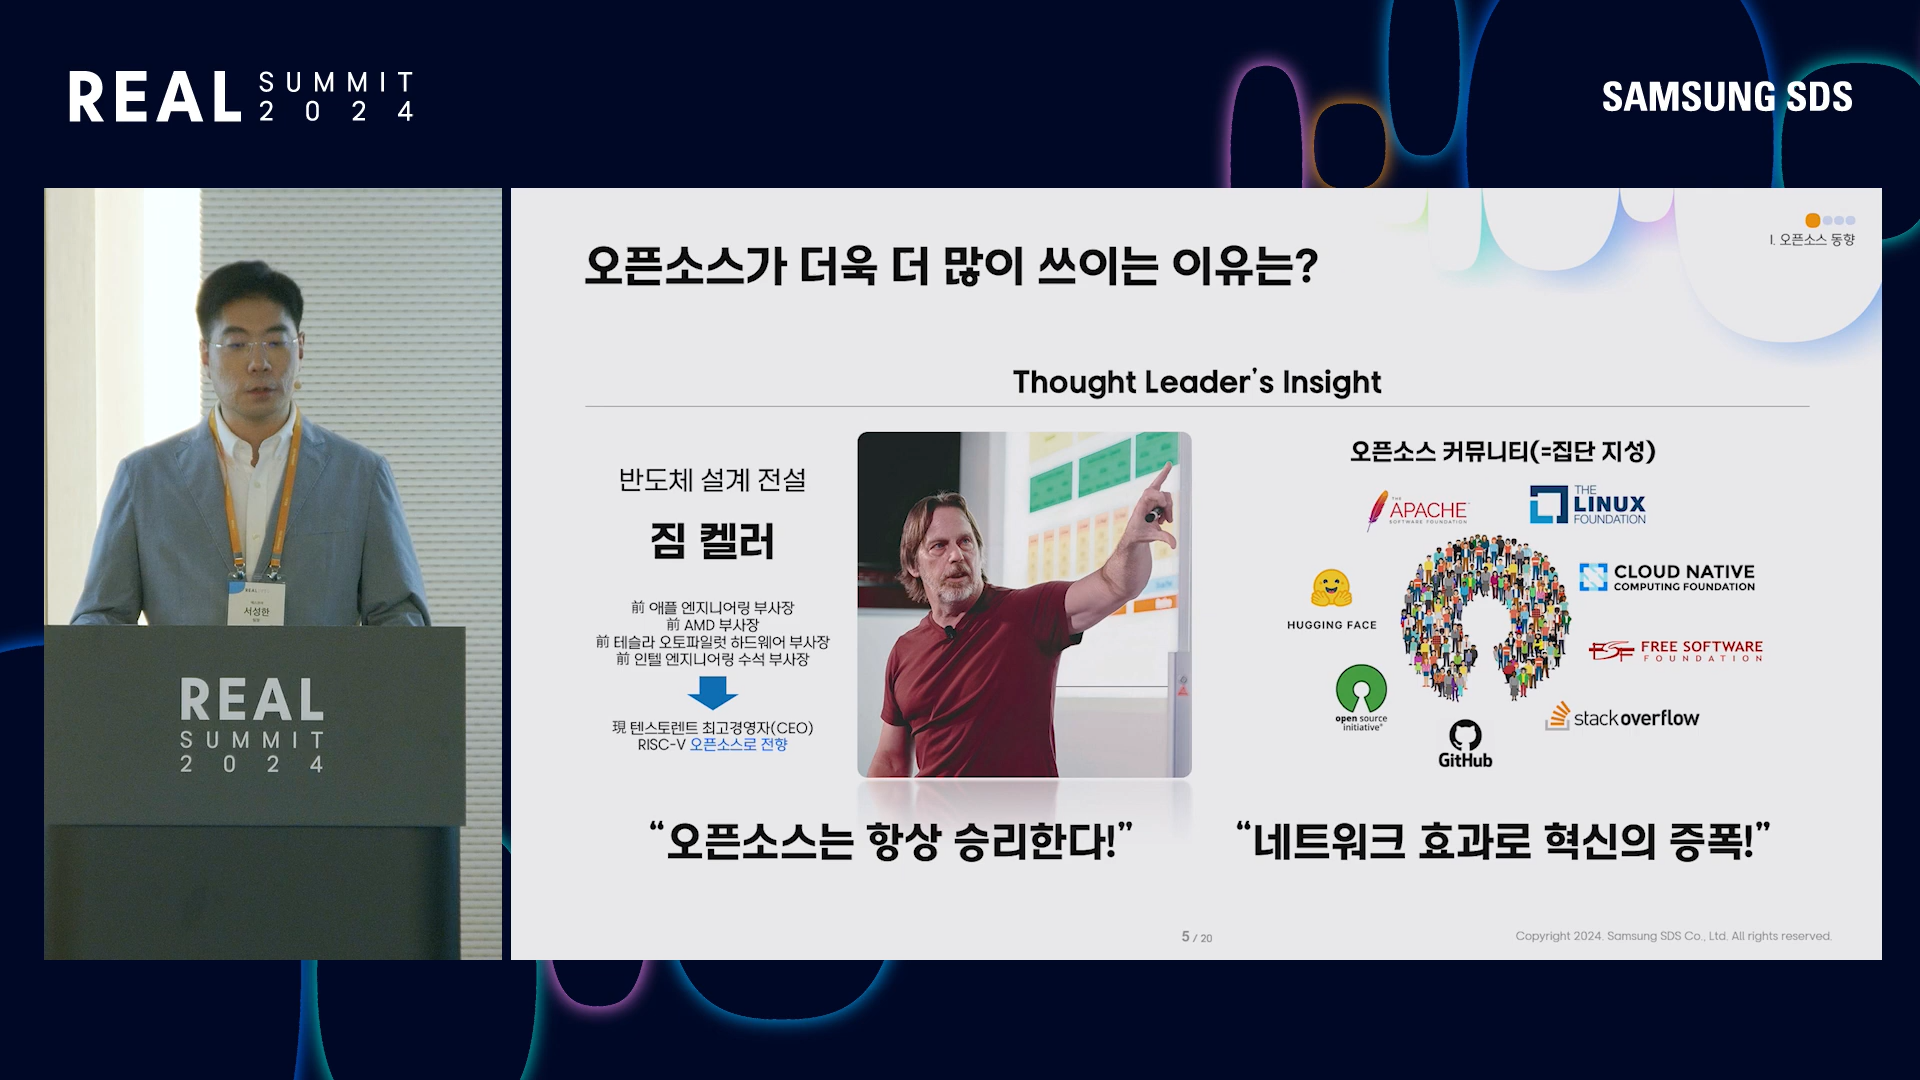 REAL SUMMIT 2024
SAMSUNG SDS
I. 오픈소스 동향
오픈소스가 더욱 더 많이 쓰이는 이유는?
Thought Leader's Insight
반도체 설계 전설
짐 켈러
前 애플 엔지니어링 부사장
前 AMD 부사장
前 테슬라 오토파일럿 하드웨어 부사장
前 인텔 엔지니어링 수석 부사장
現 텐스토렌트 최고경영자(CEO)
RISC-V 오픈소스로 전향
“오픈소스는 항상 승리한다!”
오픈소스 커뮤니티(=집단 지성)
THE APACHE SOFTWARE FOUNDATION
THE LINUX FOUNDATION
CLOUD NATIVE
COMPUTING FOUNDATION
HUGGING FACE
FSF FREE SOFTWARE
FOUNDATION
open source
initiative
stackoverflow
GitHub
“네트워크 효과로 혁신의 증폭!”
5 / 20
Copyright 2024. Samsung SDS Co., Ltd. All rights reserved.
서성한
REAL
SUMMIT
2024